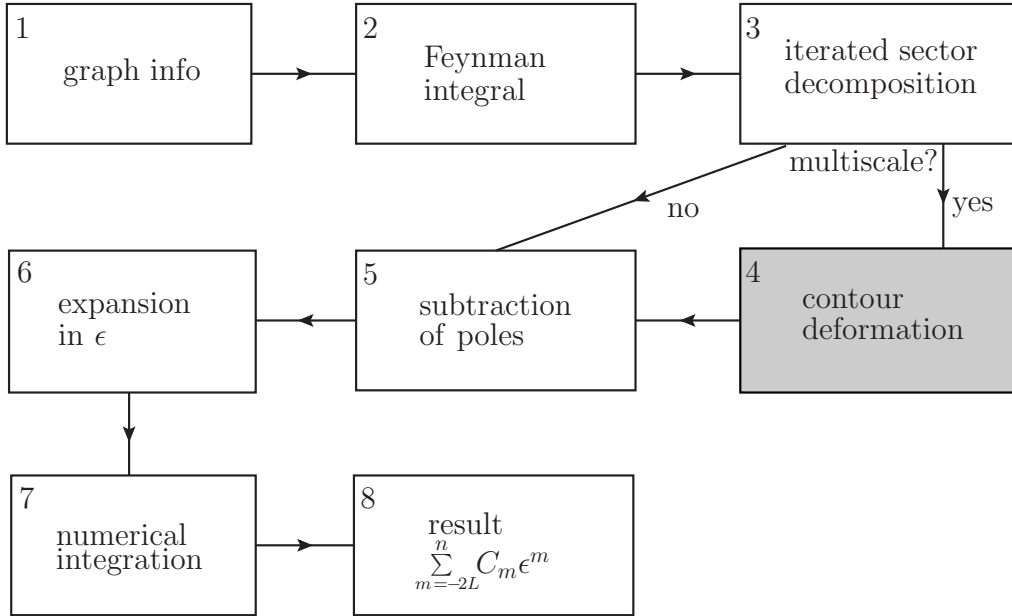 1
graph info
2
Feynman
integral
3
iterated sector
decomposition
multiscale?
no
yes
4
contour
deformation
5
subtraction
of poles
6
expansion
in ϵ
7
numerical
integration
8
result
n
∑ C_m ϵ^m
m=-2L